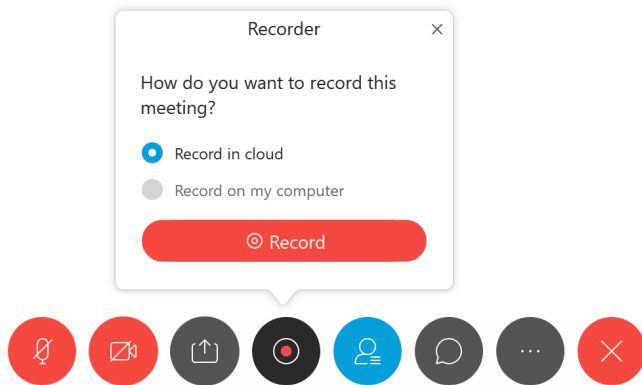 Recorder
How do you want to record this
meeting?
Record in cloud
Record on my computer
Record